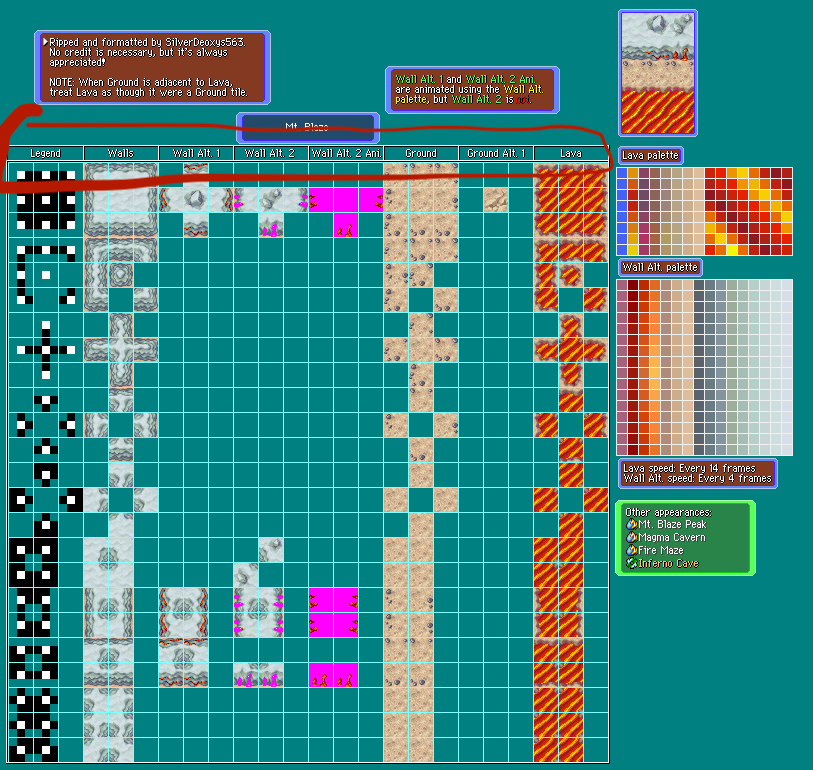 Ripped and formatted by SilverDeoxys563.
No credit is necessary, but it's always
appreciated!
NOTE: When Ground is adjacent to Lava,
treat Lava as though it were a Ground tile.
Wall Alt. 1 and Wall Alt. 2 Ani.
are animated using the Wall Alt.
palette, but Wall Alt. 2 is not.
Mt. Blaze
Legend
Walls
Wall Alt. 1
Wall Alt. 2
Wall Alt. 2 Ani.
Ground
Ground Alt. 1
Lava
Lava palette
Wall Alt. palette
Lava speed: Every 14 frames
Wall Alt. speed: Every 4 frames
Other appearances:
Mt. Blaze Peak
Magma Cavern
Fire Maze
Inferno Cave